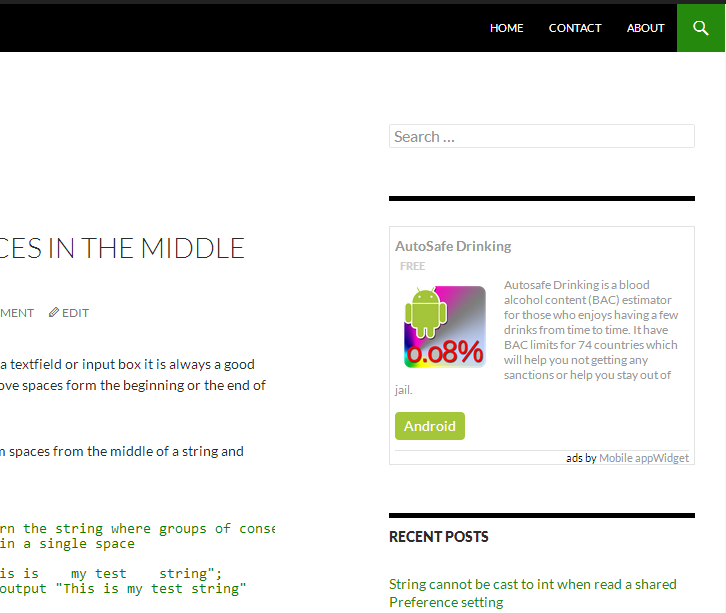 HOME CONTACT ABOUT
Search ...
CES IN THE MIDDLE
MENT EDIT
a textfield or input box it is always a good
ove spaces form the beginning or the end of
m spaces from the middle of a string and
rn the string where groups of conse
in a single space
is is    my test    string";
output "This is my test string"
AutoSafe Drinking
FREE
0.08%
Autosafe Drinking is a blood
alcohol content (BAC) estimator
for those who enjoys having a few
drinks from time to time. It have
BAC limits for 74 countries which
will help you not getting any
sanctions or help you stay out of
jail.
Android
ads by Mobile appWidget
RECENT POSTS
String cannot be cast to int when read a shared
Preference setting